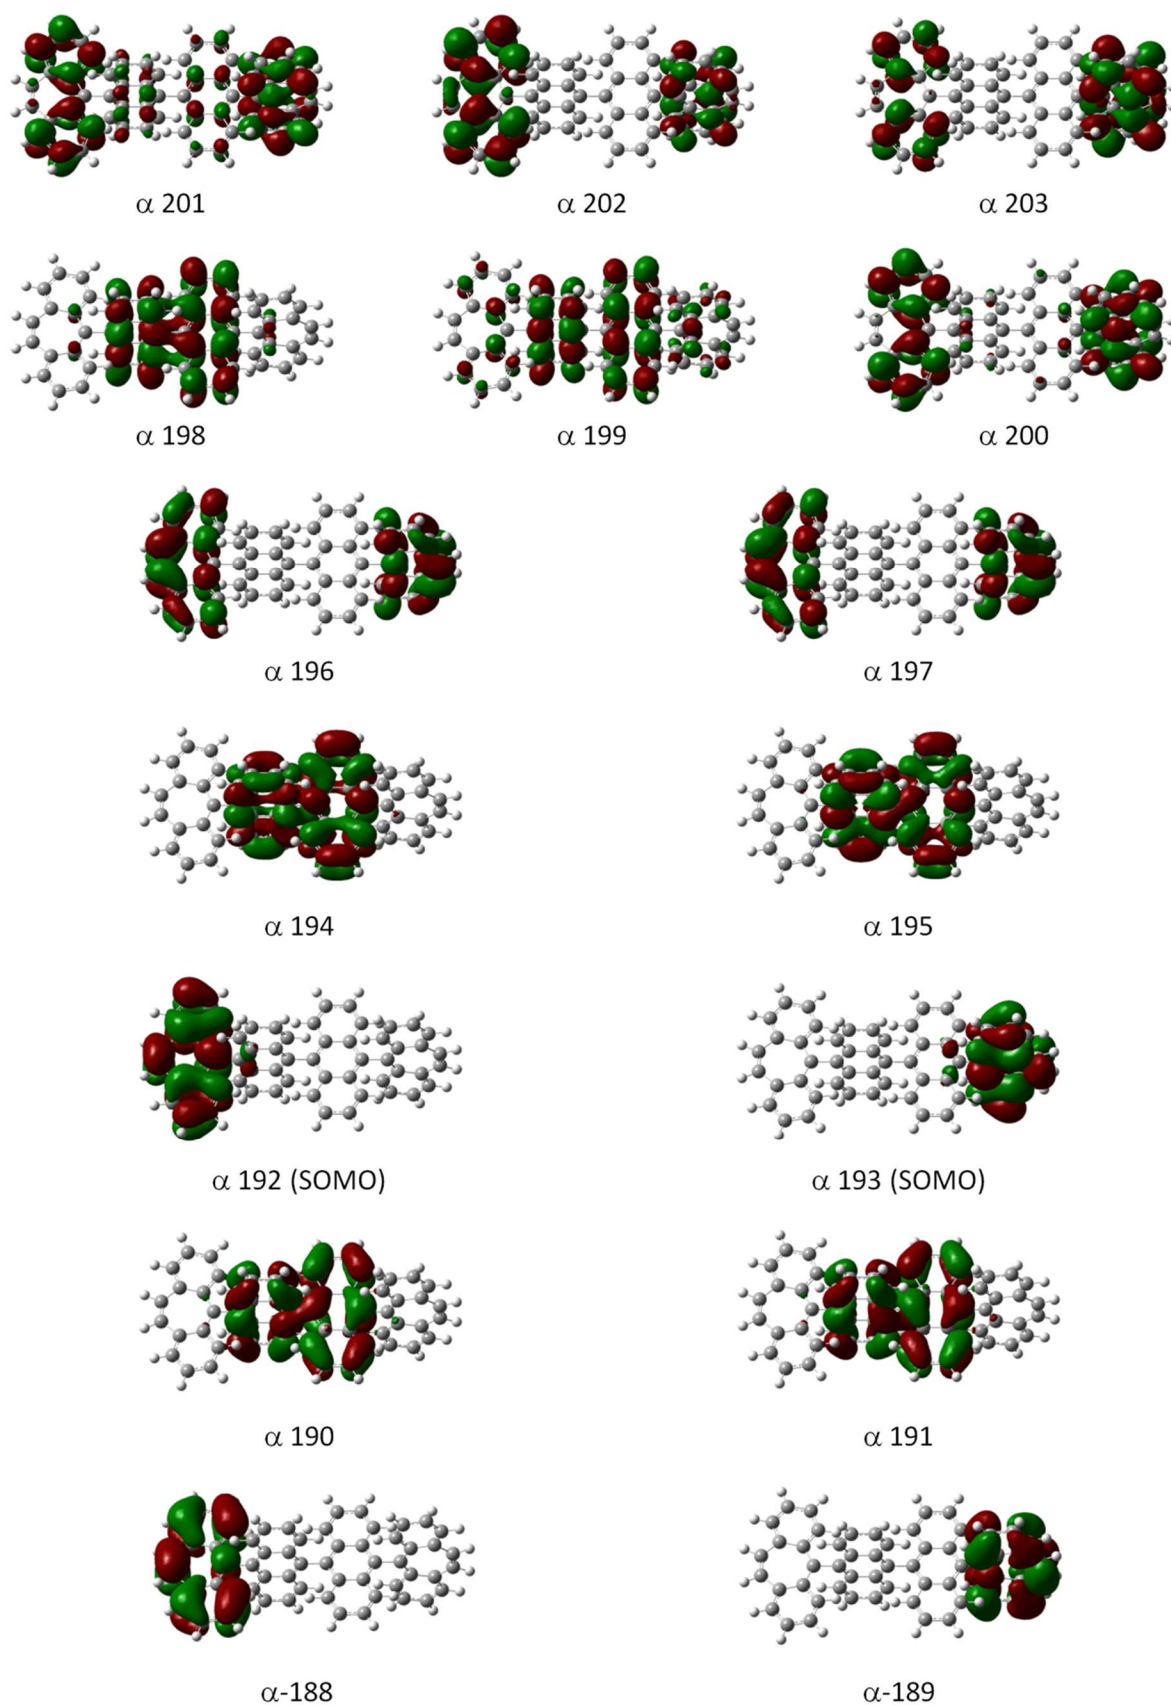 α 201
α 202
α 203
α 198
α 199
α 200
α 196
α 197
α 194
α 195
α 192 (SOMO)
α 193 (SOMO)
α 190
α 191
α-188
α-189